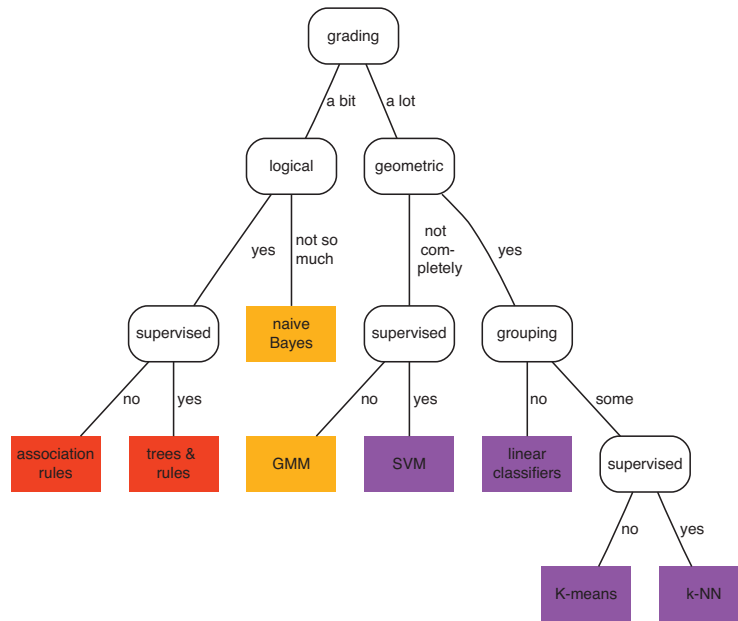 grading
a bit
a lot
logical
geometric
yes
not so
much
not
com-
pletely
yes
supervised
naive
Bayes
supervised
grouping
no
yes
no
yes
no
some
association
rules
trees &
rules
GMM
SVM
linear
classifiers
supervised
no
yes
K-means
k-NN